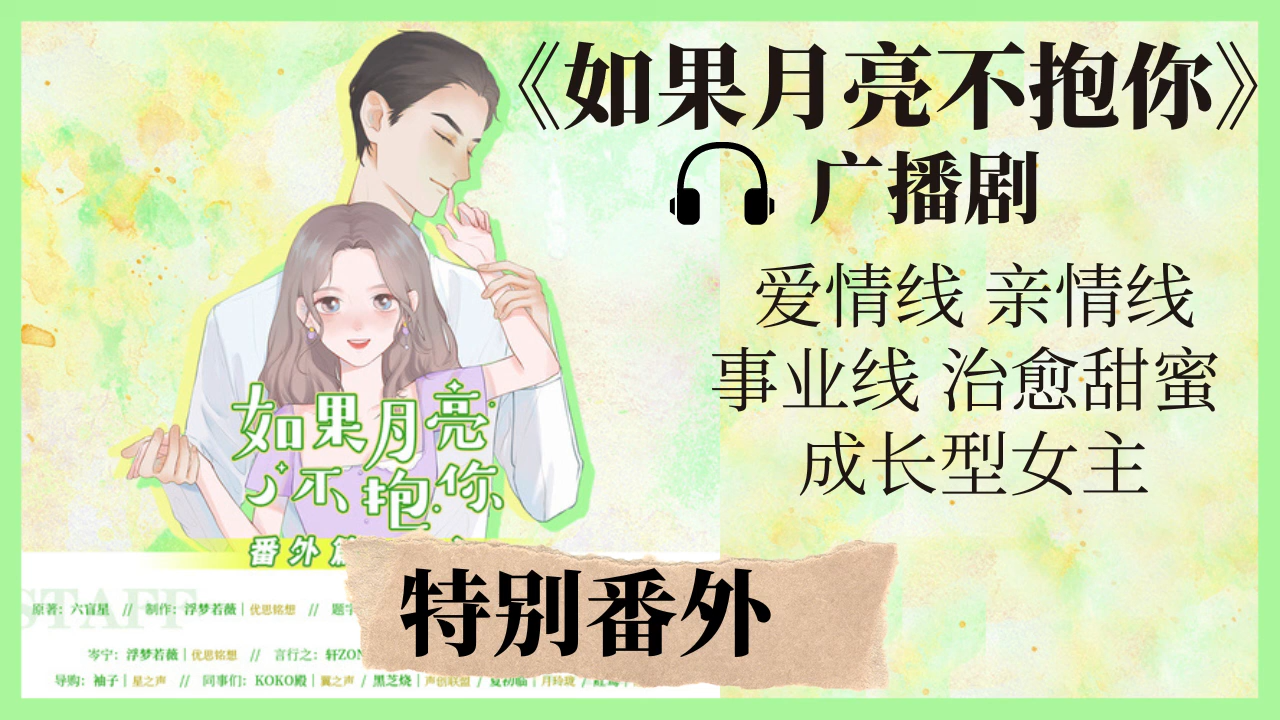 《如果月亮不抱你》
广播剧
爱情线 亲情线
事业线 治愈甜蜜
成长型女主
如果月亮
不抱你
番外篇
特别番外
STAFF
原著：六盲星 // 制作：浮梦若薇｜优思铭想 // 题字
岑宁：浮梦若薇｜优思铭想 // 言行之：轩ZON
导购：袖子｜星之声 // 同事们：KOKO殿｜翼之声 / 黑芝烧｜声创联盟 / 夏初临｜月玲珑 /